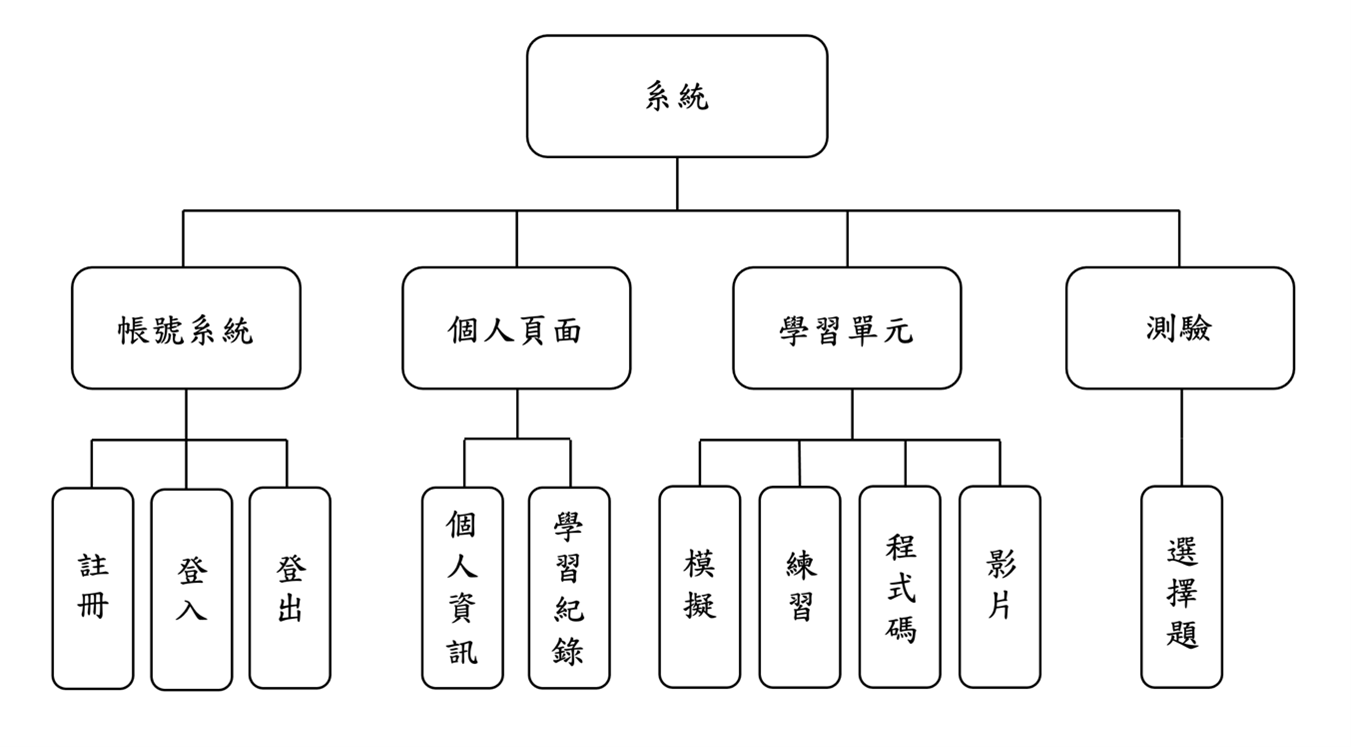 系統
帳號系統
個人頁面
學習單元
測驗
註冊
登入
登出
個人資訊
學習紀錄
模擬
練習
程式碼
影片
選擇題